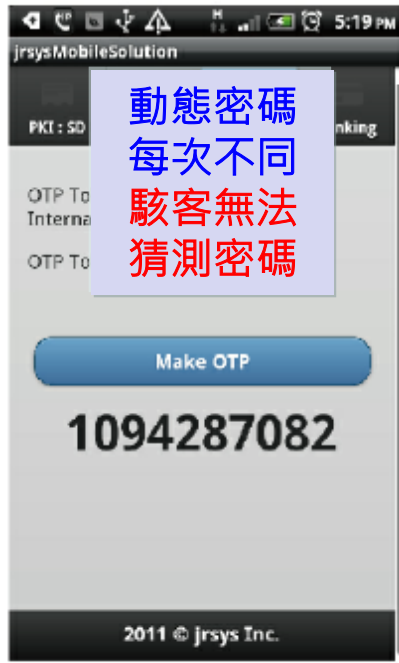 H
5:19 PM
jrsysMobileSolution
PKI : SD
nking
動態密碼
每次不同
駭客無法
猜測密碼
OTP To
Interna
OTP To
Make OTP
1094287082
2011 © jrsys Inc.